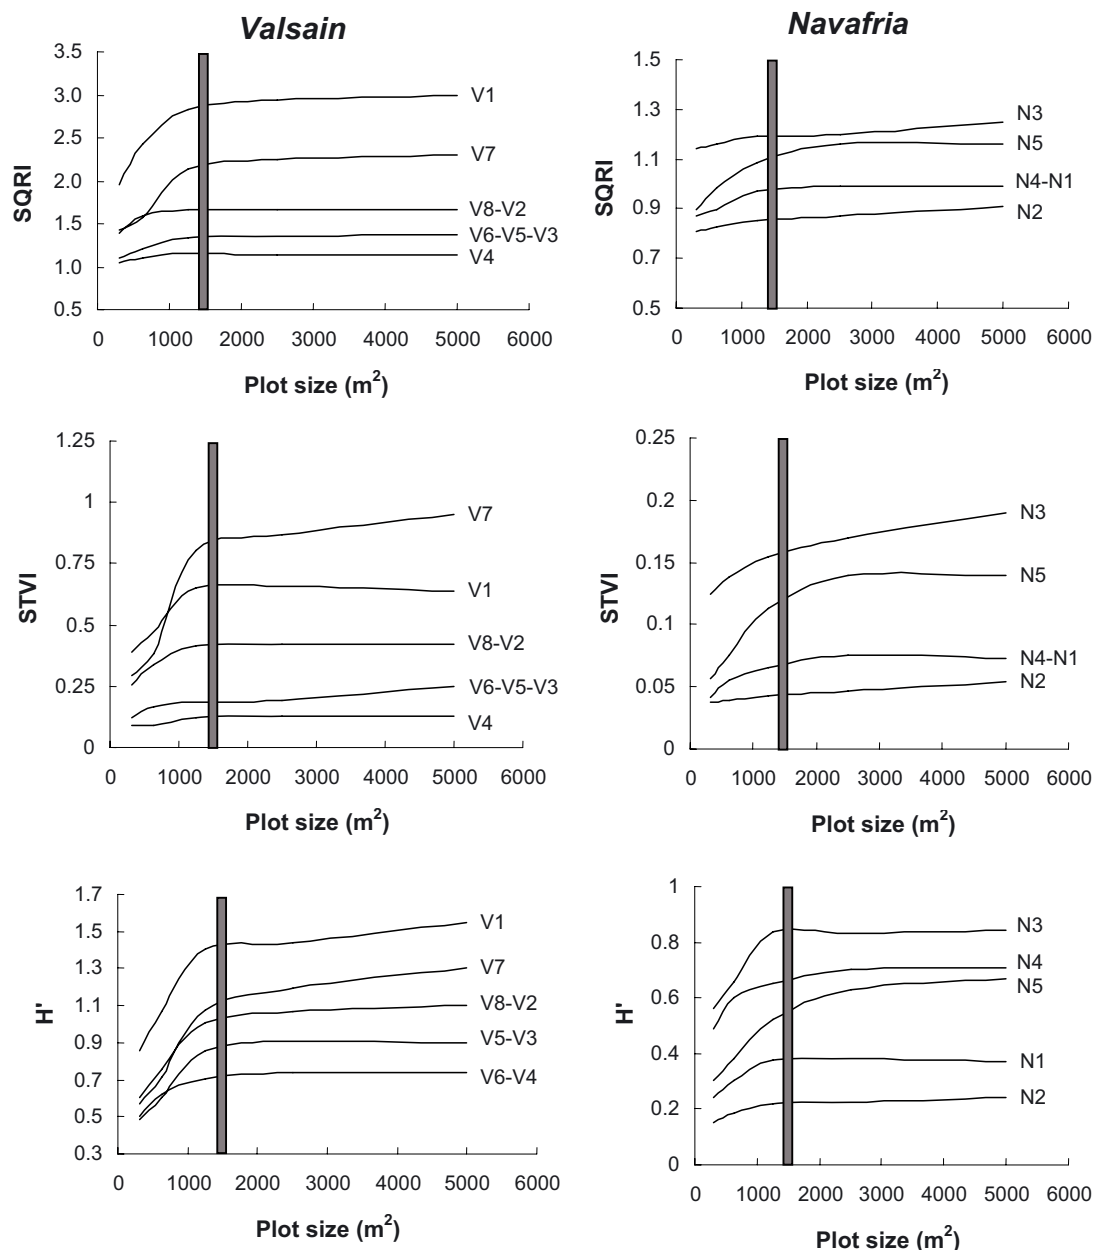 Valsain
Navafria
3.5
3.0
2.5
2.0
1.5
1.0
0.5
SQRI
V1
V7
V8-V2
V6-V5-V3
V4
0 1000 2000 3000 4000 5000 6000
Plot size (m²)
1.5
1.3
1.1
0.9
0.7
0.5
SQRI
N3
N5
N4-N1
N2
0 1000 2000 3000 4000 5000 6000
Plot size (m²)
1.25
1
0.75
0.5
0.25
0
STVI
V7
V1
V8-V2
V6-V5-V3
V4
0 1000 2000 3000 4000 5000 6000
Plot size (m²)
0.25
0.2
0.15
0.1
0.05
0
STVI
N3
N5
N4-N1
N2
0 1000 2000 3000 4000 5000 6000
Plot size (m²)
1.7
1.5
1.3
1.1
0.9
0.7
0.5
0.3
H'
V1
V7
V8-V2
V5-V3
V6-V4
0 1000 2000 3000 4000 5000 6000
Plot size (m²)
1
0.8
0.6
0.4
0.2
0
H'
N3
N4
N5
N1
N2
0 1000 2000 3000 4000 5000 6000
Plot size (m²)